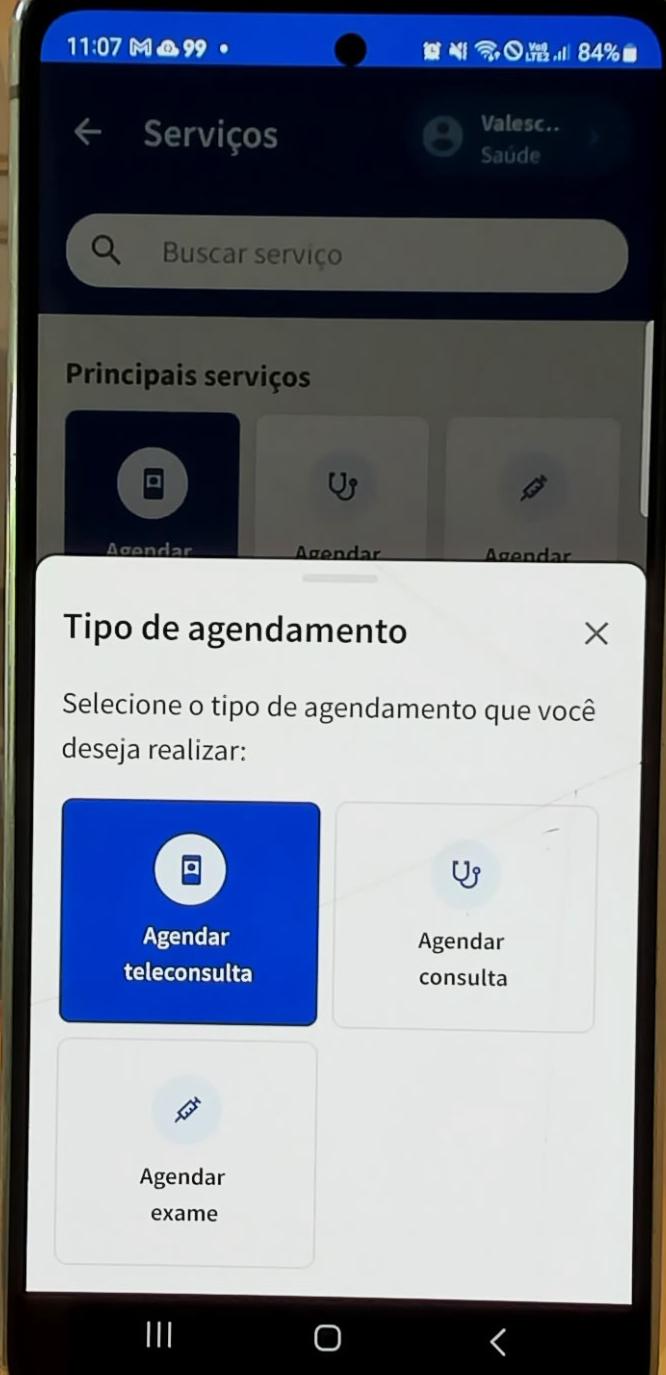 11:07 99
84%
Serviços
Valesc..
Saúde
Buscar serviço
Principais serviços
Agendar
Agendar
Agendar
Tipo de agendamento
Selecione o tipo de agendamento que você
deseja realizar:
Agendar
teleconsulta
Agendar
consulta
Agendar
exame